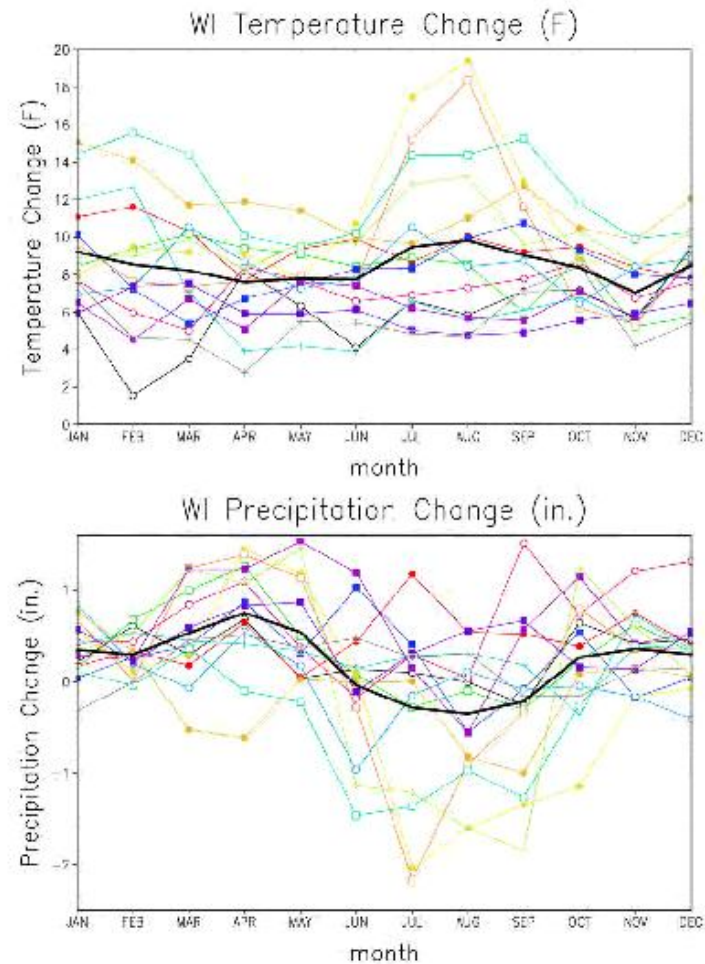 WI Temperature Change (F)
20
18
16
14
12
10
8
6
4
2
0
Temperature Change (F)
JAN FEB MAR APR MAY JUN JUL AUG SEP OCT NOV DEC
month
WI Precipitation Change (in.)
1
0
-1
-2
Precipitation Change (in.)
JAN FEB MAR APR MAY JUN JUL AUG SEP OCT NOV DEC
month